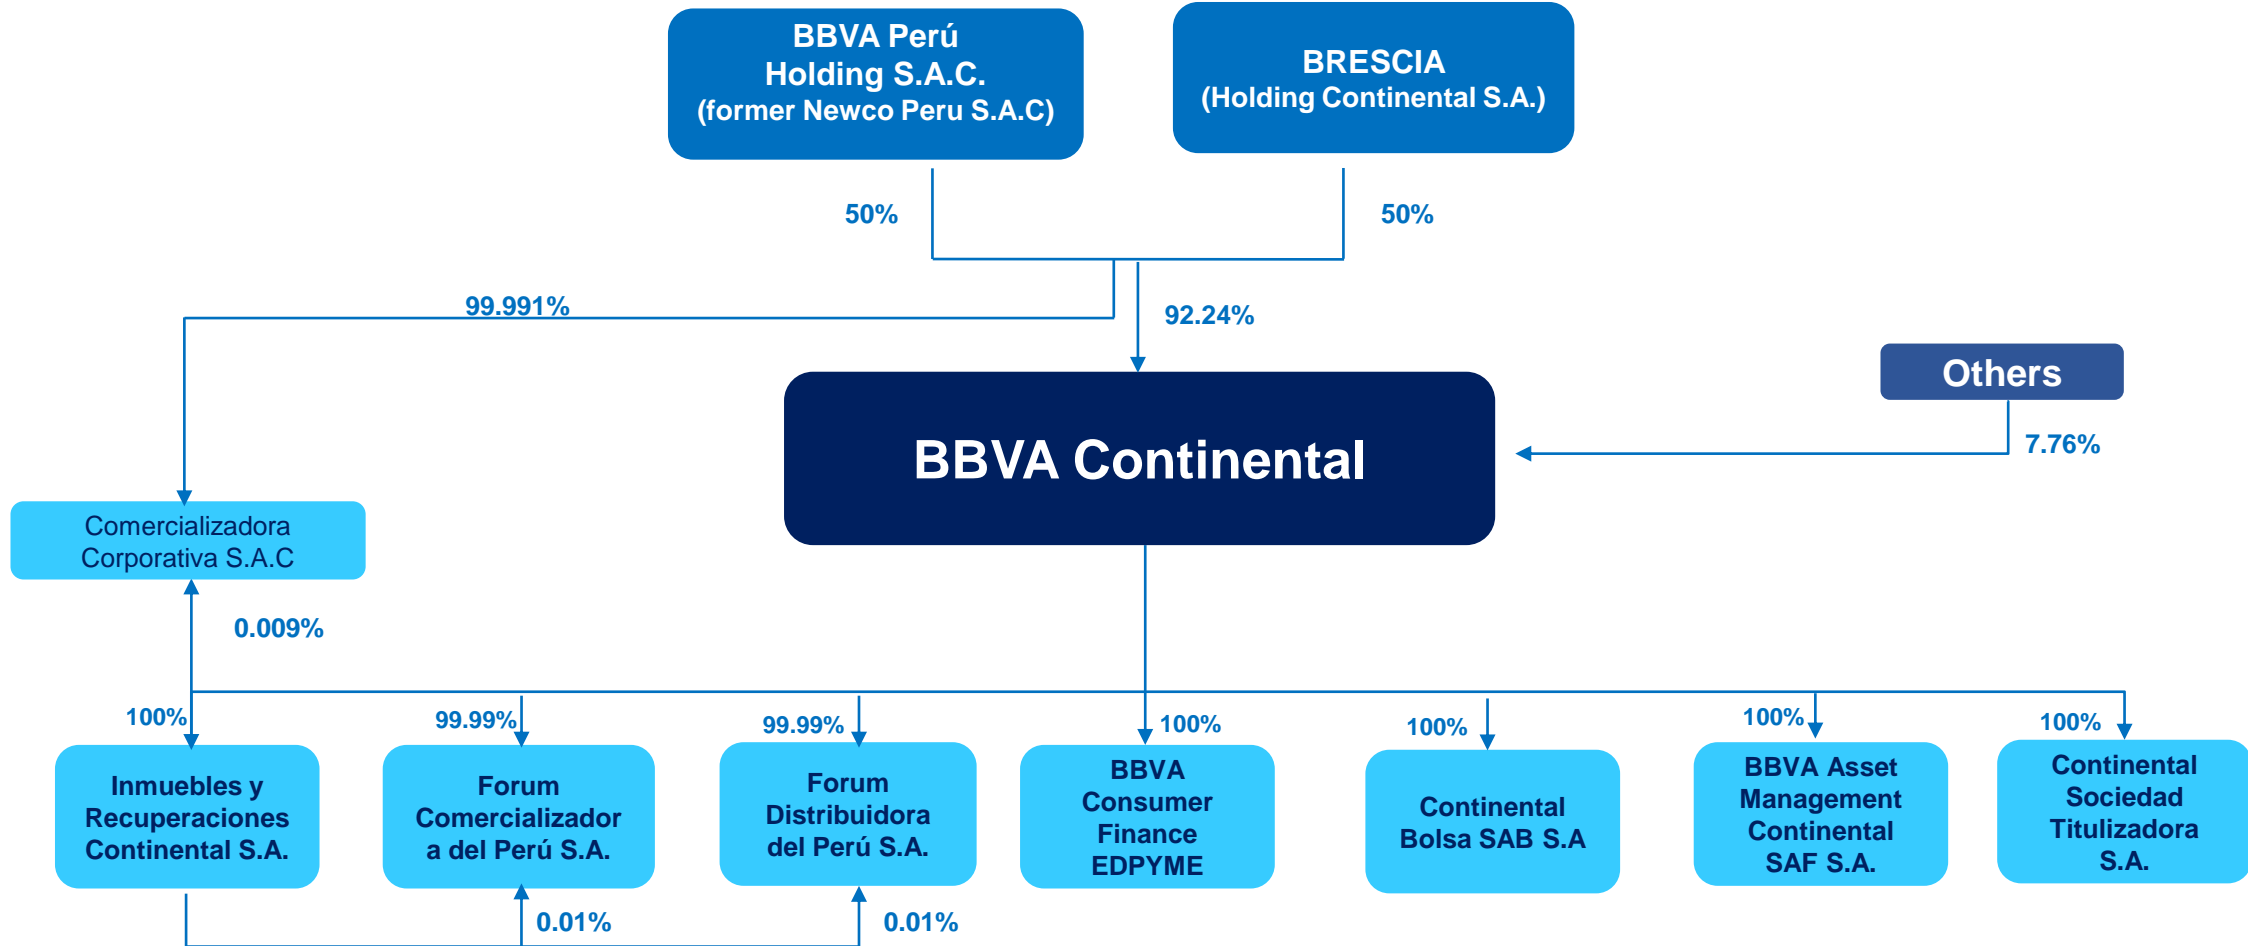 BBVA Perú
Holding S.A.C.
(former Newco Peru S.A.C)
BRESCIA
(Holding Continental S.A.)
50%
50%
99.991%
92.24%
Others
7.76%
BBVA Continental
Comercializadora
Corporativa S.A.C
0.009%
100%
99.99%
99.99%
100%
100%
100%
100%
Inmuebles y
Recuperaciones
Continental S.A.
Forum
Comercializador
a del Perú S.A.
Forum
Distribuidora
del Perú S.A.
BBVA
Consumer
Finance
EDPYME
Continental
Bolsa SAB S.A
BBVA Asset
Management
Continental
SAF S.A.
Continental
Sociedad
Titulizadora
S.A.
0.01%
0.01%